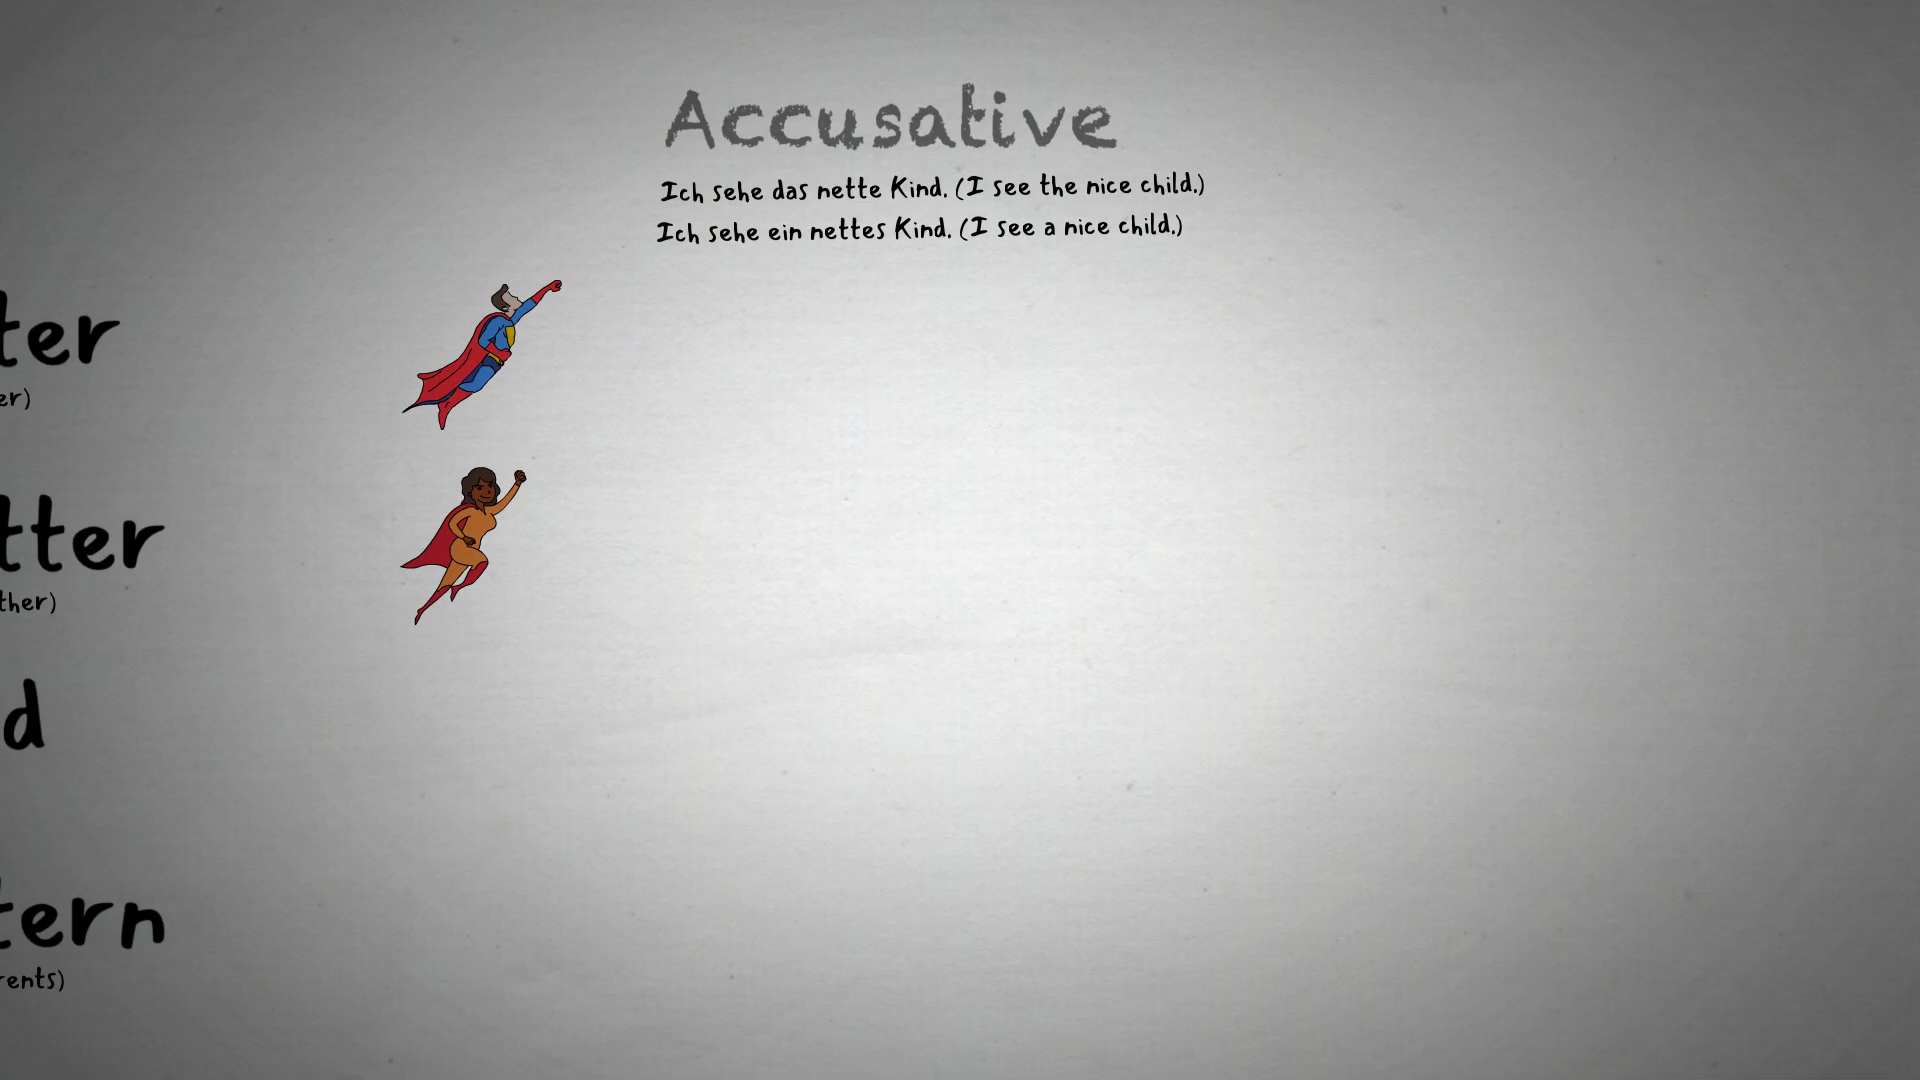 Accusative
Ich sehe das nette Kind. (I see the nice child.)
Ich sehe ein nettes Kind. (I see a nice child.)
ter
er)
tter
ther)
d
tern
rents)